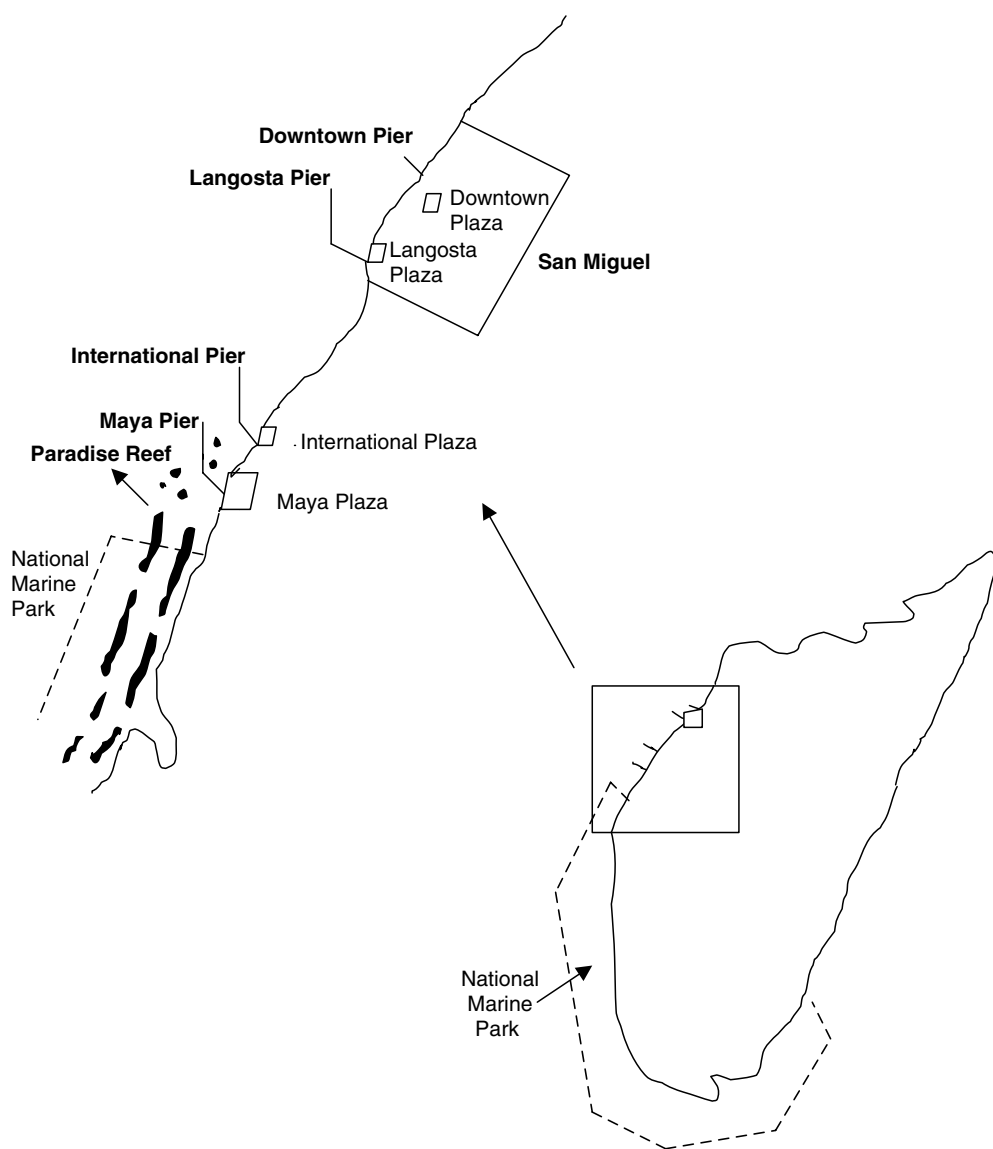 Downtown Pier
Langosta Pier
Downtown
Plaza
Langosta
Plaza
San Miguel
International Pier
Maya Pier
International Plaza
Paradise Reef
Maya Plaza
National
Marine
Park
National
Marine
Park